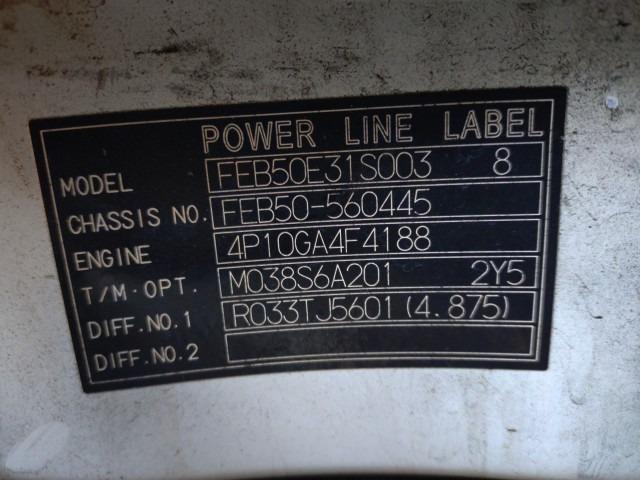 POWER LINE LABEL
MODEL FEB50E31S003 8
CHASSIS NO. FEB50-560445
ENGINE 4P10GA4F4188
T/M·OPT. M038S6A201 2Y5
DIFF.NO.1 R033TJ5601(4.875)
DIFF.NO.2